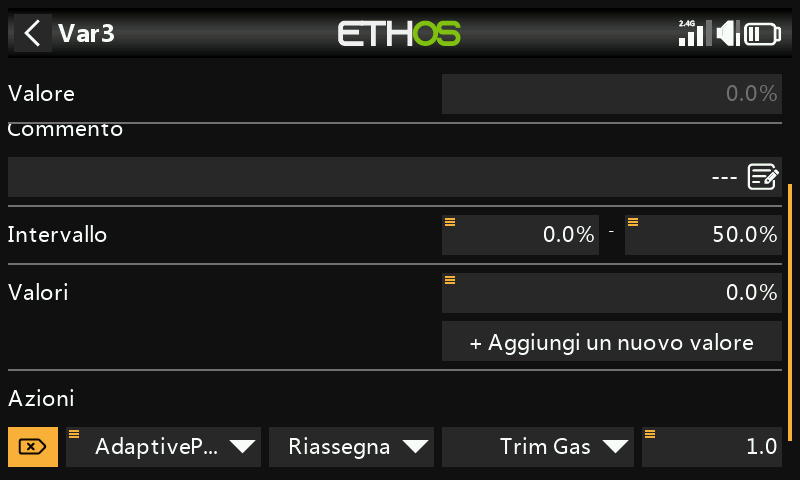 Var3
ETHOS
2.4G
Valore
0.0%
Commento
---
Intervallo
0.0% - 50.0%
Valori
0.0%
+ Aggiungi un nuovo valore
Azioni
AdaptiveP... Riassegna Trim Gas 1.0